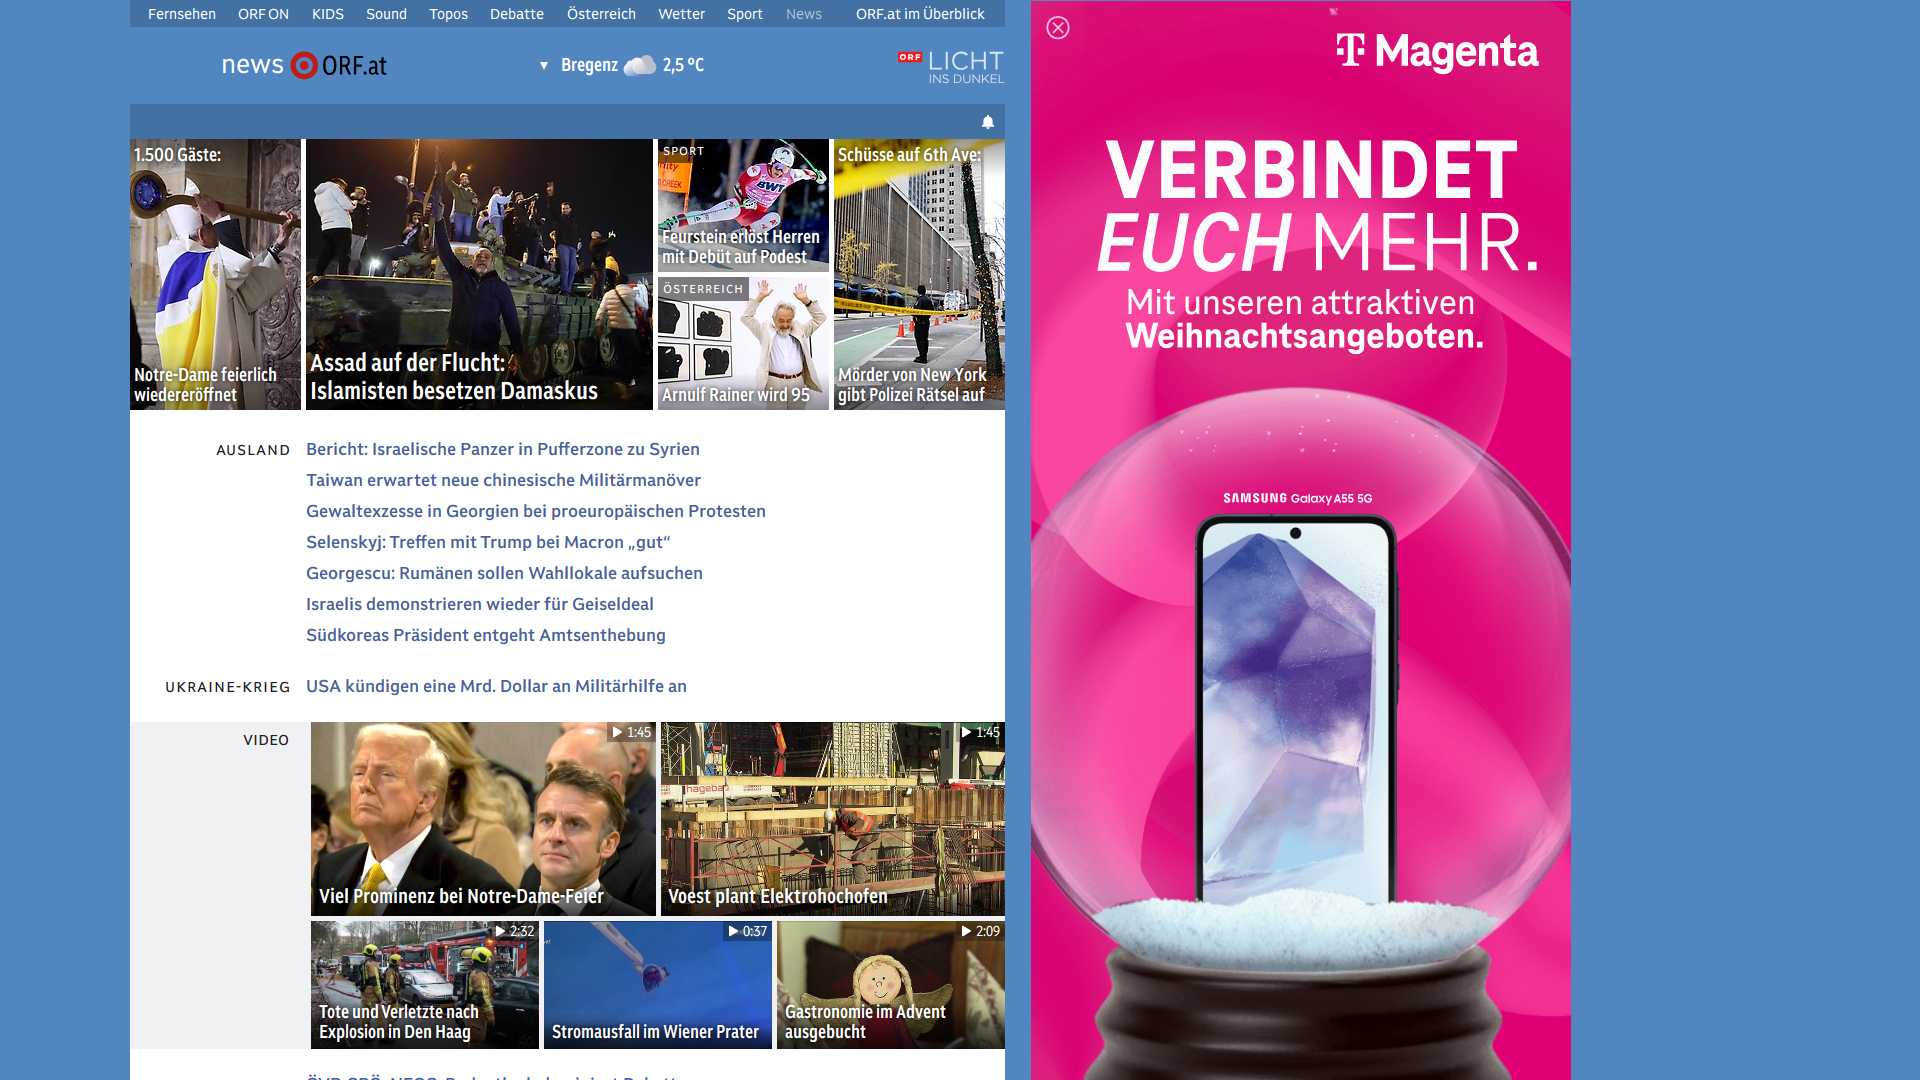 Fernsehen ORF ON KIDS Sound Topos Debatte Österreich Wetter Sport News ORF.at im Überblick
news ORF.at
Bregenz 2,5 °C
ORF LICHT
INS DUNKEL
1.500 Gäste:
Notre-Dame feierlich
wiedereröffnet
Assad auf der Flucht:
Islamisten besetzen Damaskus
SPORT
BWT
Feurstein erlöst Herren
mit Debüt auf Podest
ÖSTERREICH
Arnulf Rainer wird 95
Schüsse auf 6th Ave:
Mörder von New York
gibt Polizei Rätsel auf
AUSLAND
Bericht: Israelische Panzer in Pufferzone zu Syrien
Taiwan erwartet neue chinesische Militärmanöver
Gewaltexzesse in Georgien bei proeuropäischen Protesten
Selenskyj: Treffen mit Trump bei Macron „gut“
Georgescu: Rumänen sollen Wahllokale aufsuchen
Israelis demonstrieren wieder für Geiseldeal
Südkoreas Präsident entgeht Amtsenthebung
UKRAINE-KRIEG
USA kündigen eine Mrd. Dollar an Militärhilfe an
VIDEO
1:45
Viel Prominenz bei Notre-Dame-Feier
1:45
hagebau
Voest plant Elektrohochofen
2:32
Tote und Verletzte nach
Explosion in Den Haag
0:37
Stromausfall im Wiener Prater
2:09
Gastronomie im Advent
ausgebucht
T Magenta
VERBINDET
EUCH MEHR.
Mit unseren attraktiven
Weihnachtsangeboten.
SAMSUNG Galaxy A55 5G